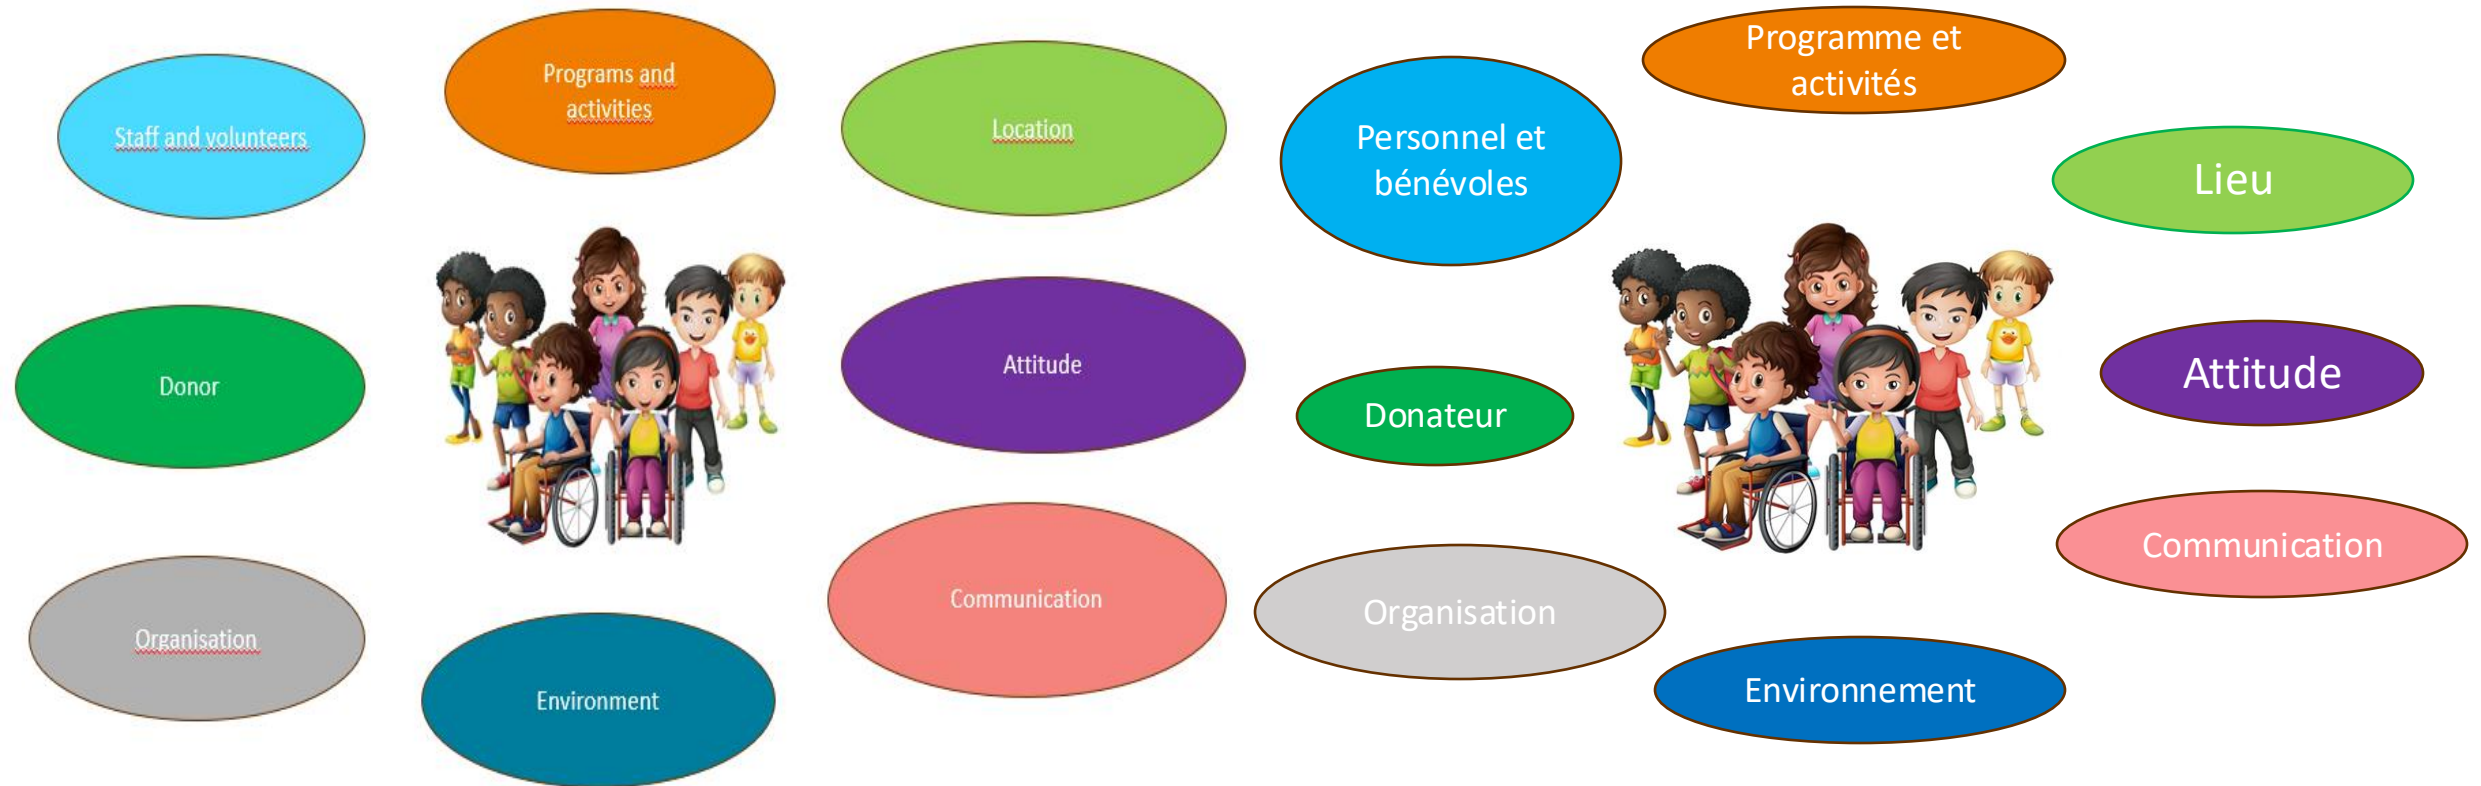 Staff and volunteers
Programs and
activities
Location
Donor
Attitude
Organisation
Environment
Communication
Personnel et
bénévoles
Programme et
activités
Lieu
Donateur
Attitude
Organisation
Environnement
Communication